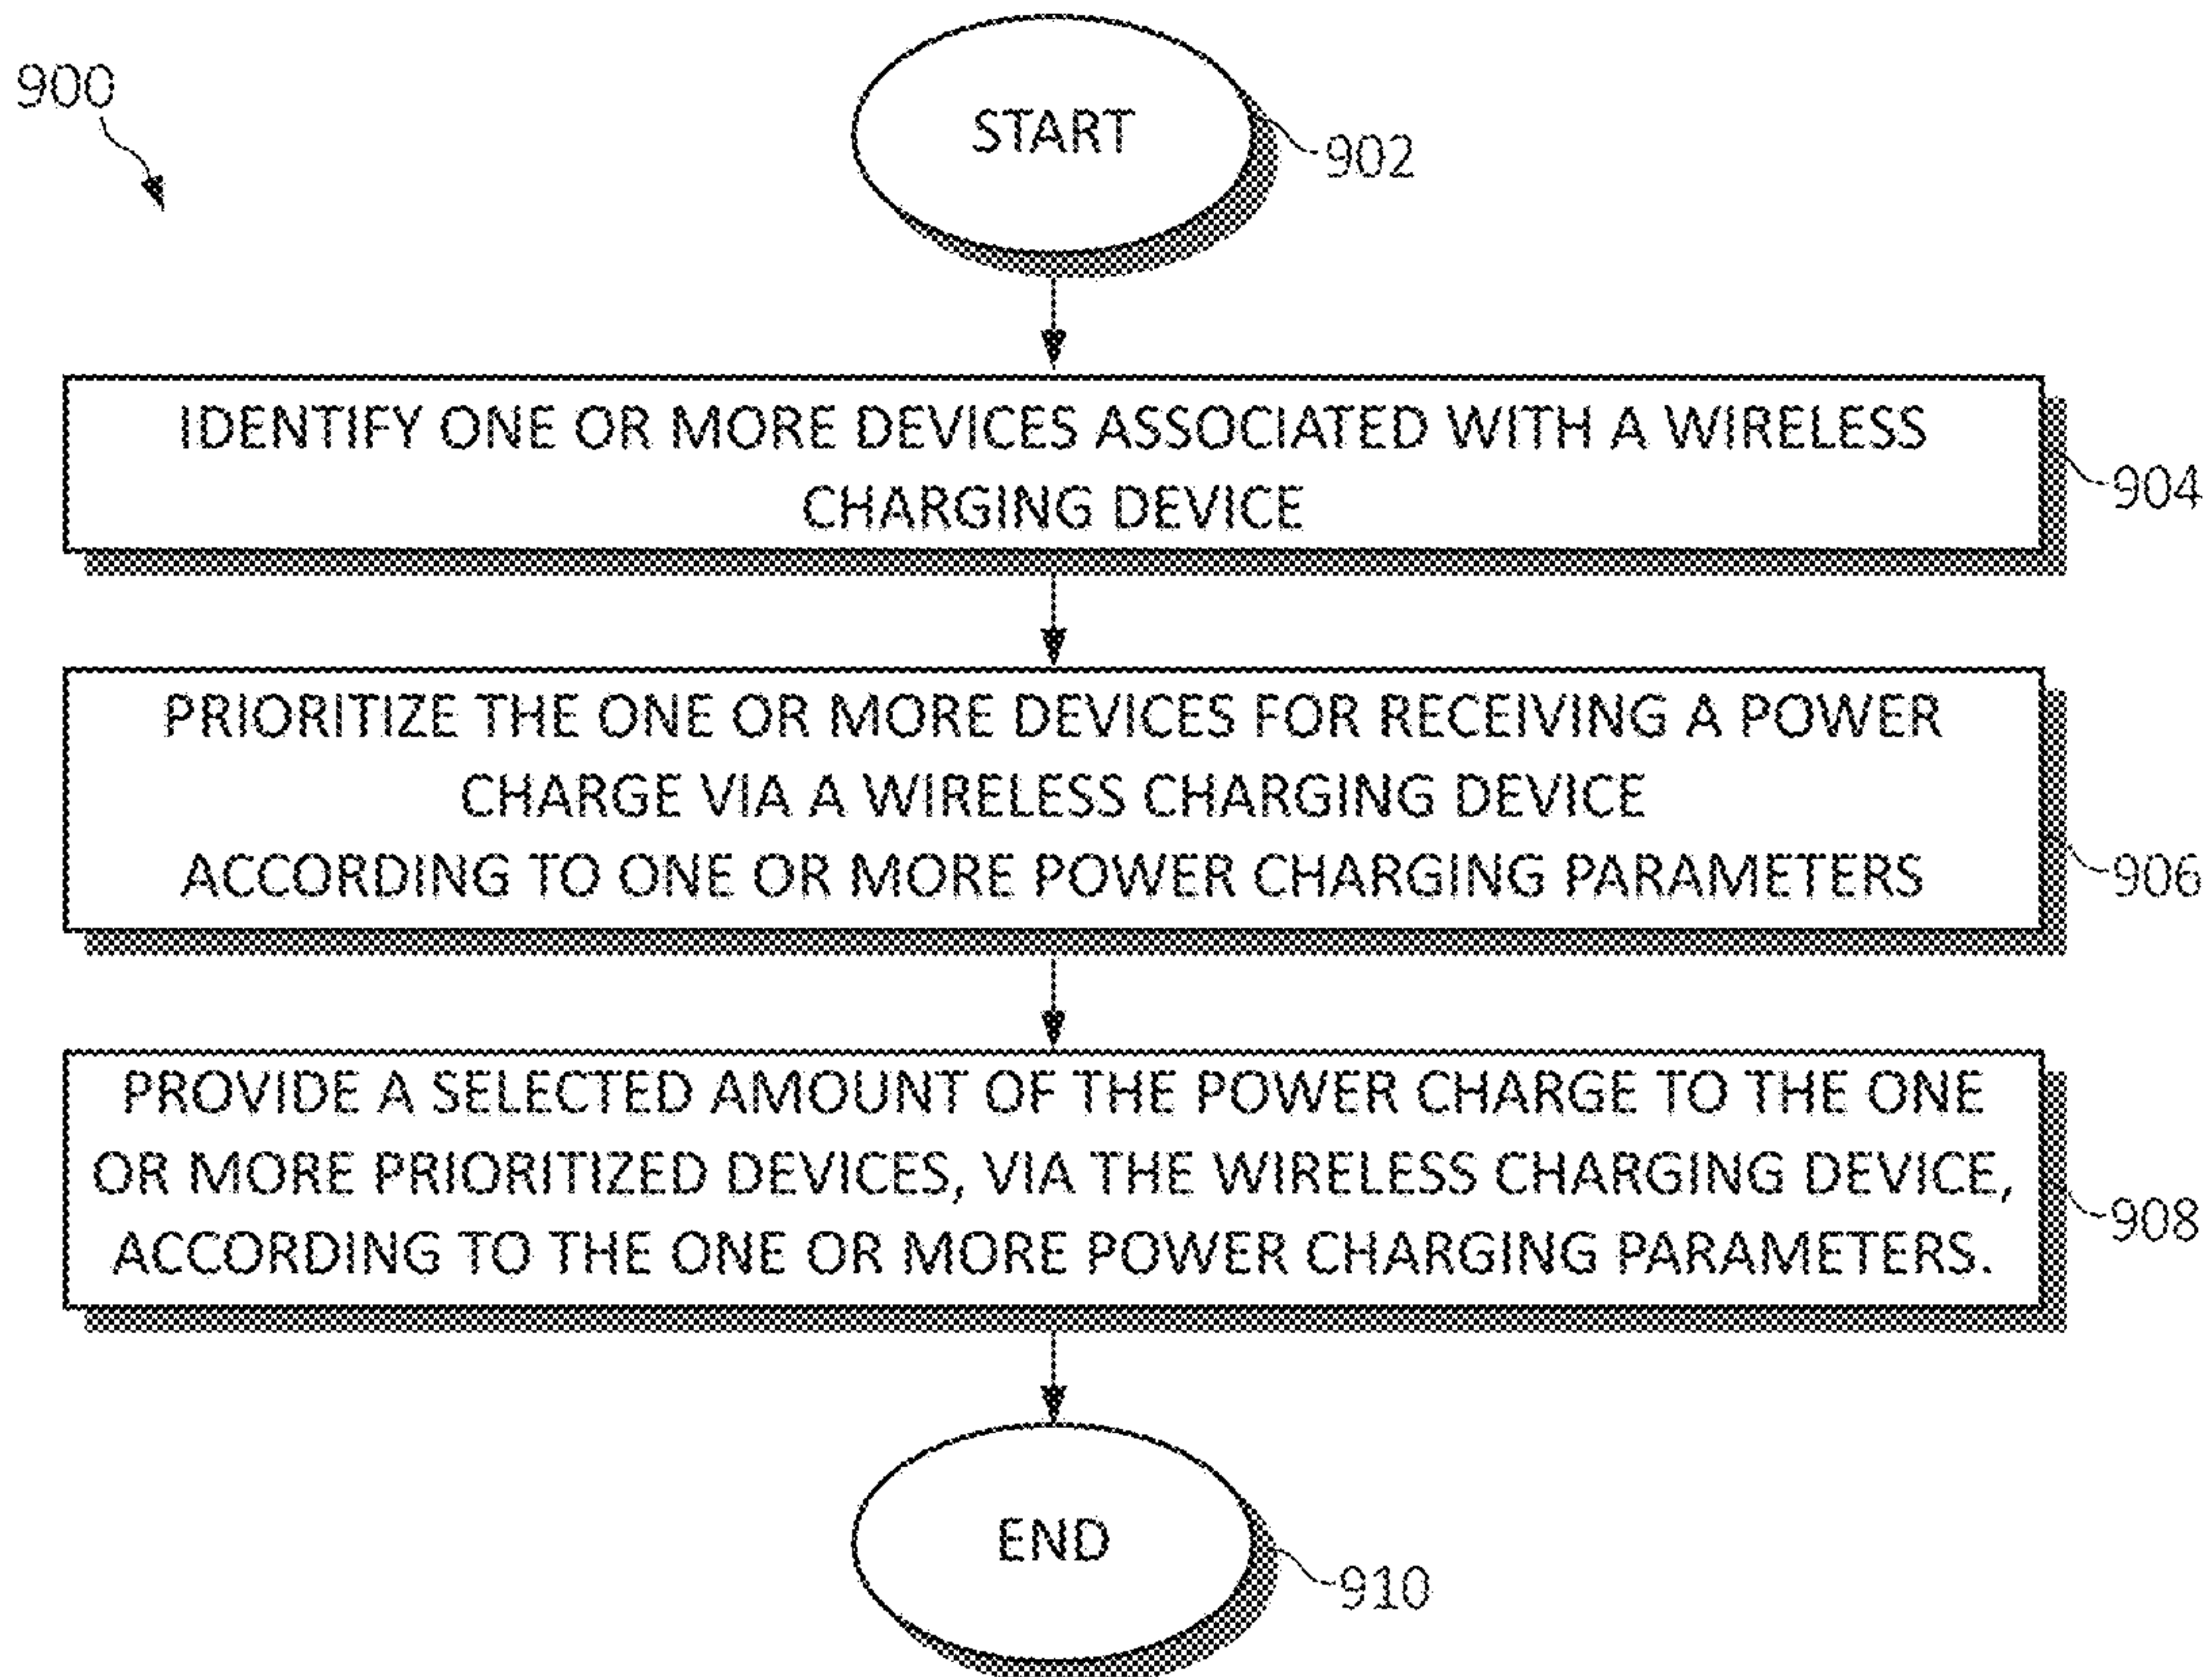 900
START
902
IDENTIFY ONE OR MORE DEVICES ASSOCIATED WITH A WIRELESS
CHARGING DEVICE
904
PRIORITIZE THE ONE OR MORE DEVICES FOR RECEIVING A POWER
CHARGE VIA A WIRELESS CHARGING DEVICE
ACCORDING TO ONE OR MORE POWER CHARGING PARAMETERS
906
PROVIDE A SELECTED AMOUNT OF THE POWER CHARGE TO THE ONE
OR MORE PRIORITIZED DEVICES, VIA THE WIRELESS CHARGING DEVICE,
ACCORDING TO THE ONE OR MORE POWER CHARGING PARAMETERS.
908
END
910